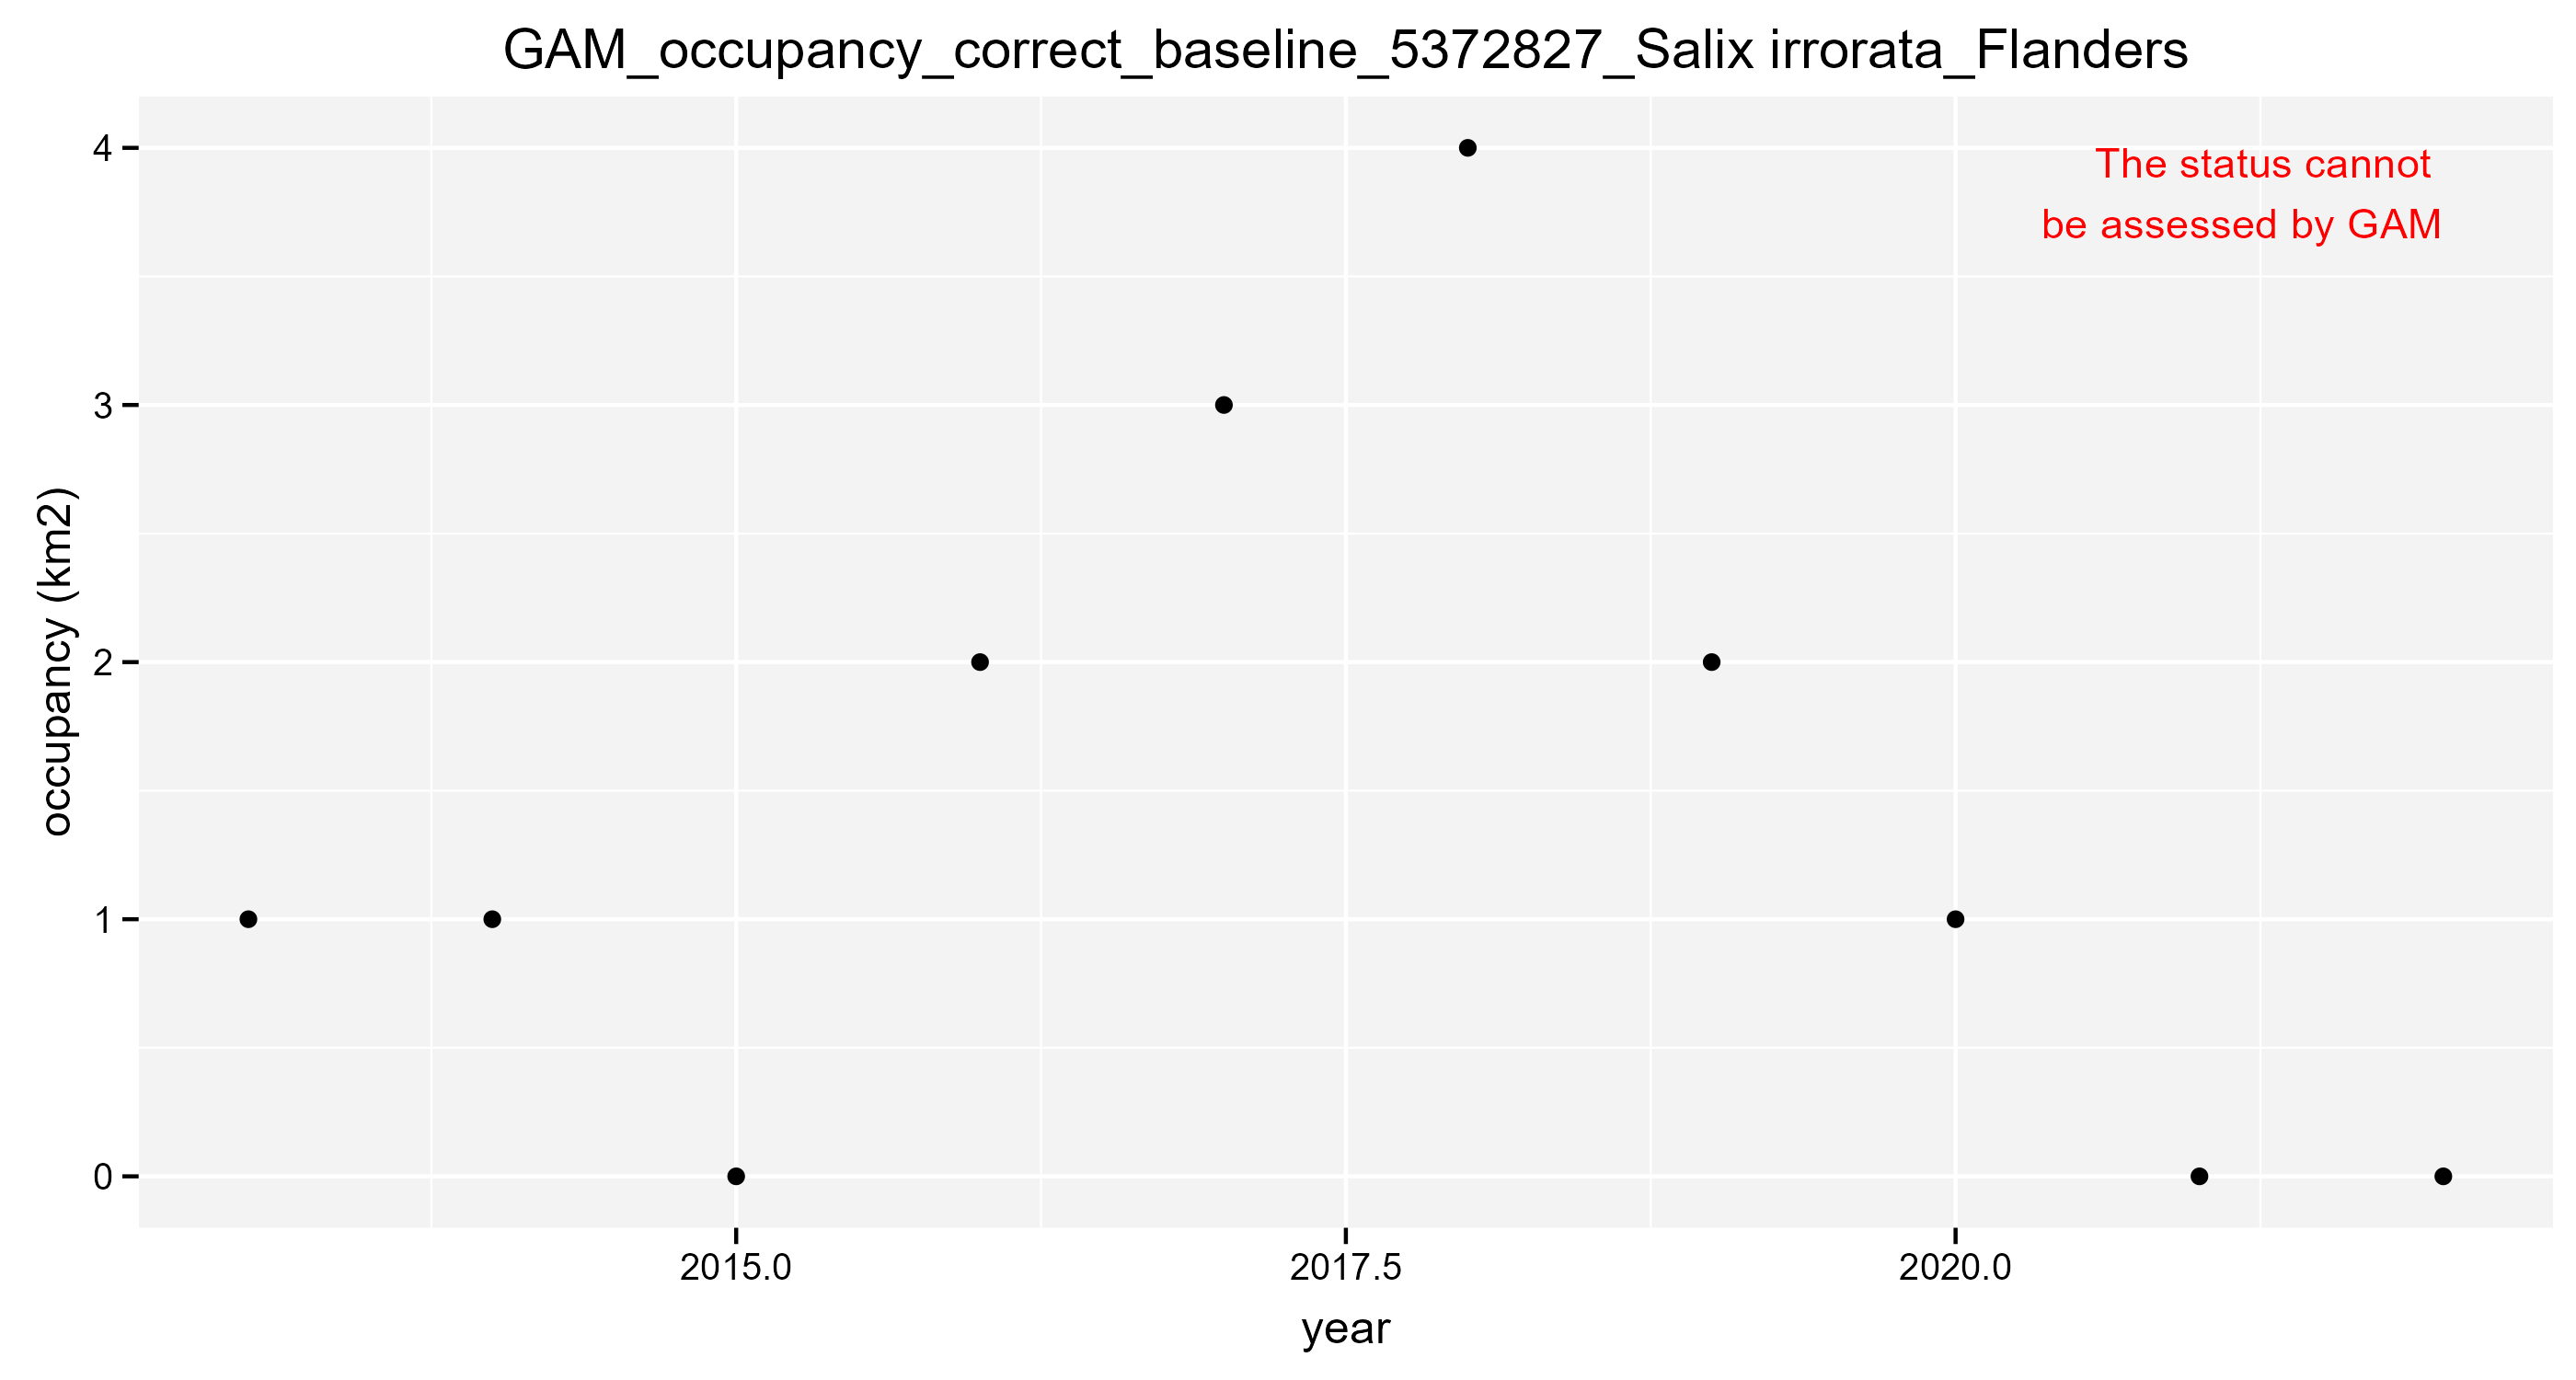 GAM_occupancy_correct_baseline_5372827_Salix irrorata_Flanders
The status cannot
be assessed by GAM
occupancy (km2)
4
3
2
1
0
2015.0 2017.5 2020.0
year